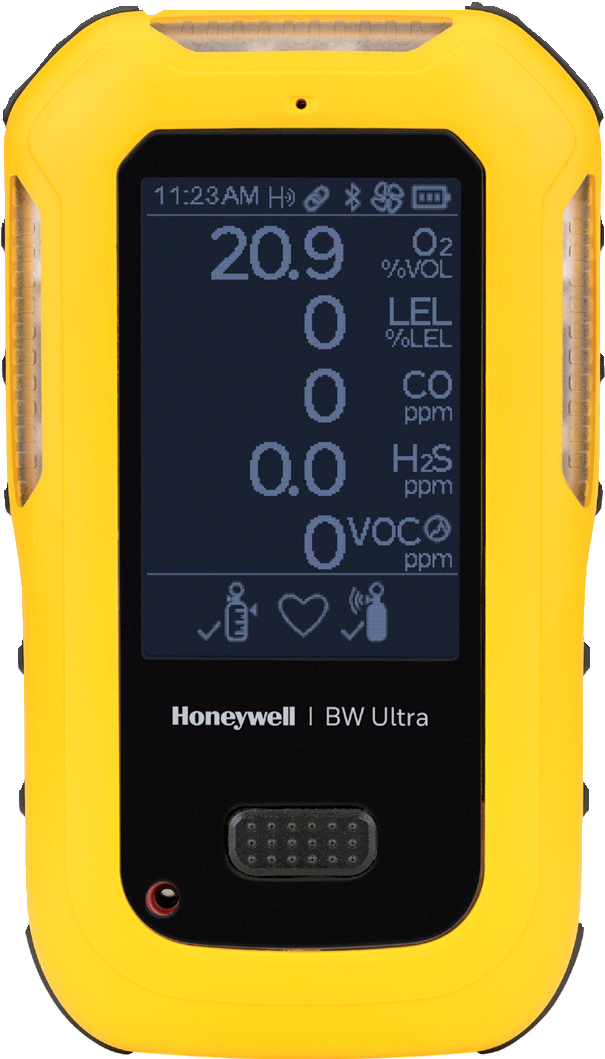 11:23AM H
20.9 O₂
%VOL
0 LEL
%LEL
0 CO
ppm
0.0 H₂S
ppm
0 VOC
ppm
Honeywell | BW Ultra